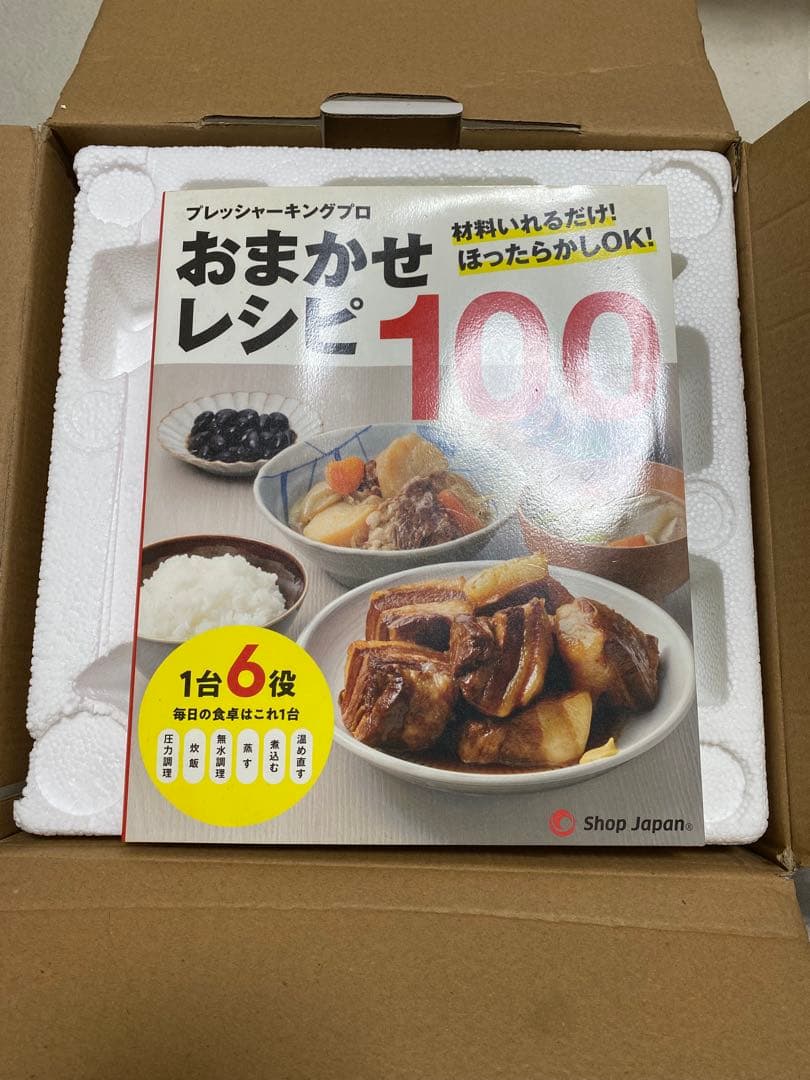 プレッシャーキングプロ
おまかせ
レシピ100
材料いれるだけ!
ほったらかしOK!
1台6役
毎日の食卓はこれ1台
圧力調理
炊飯
無水調理
蒸す
煮込む
温め直す
Shop Japan®